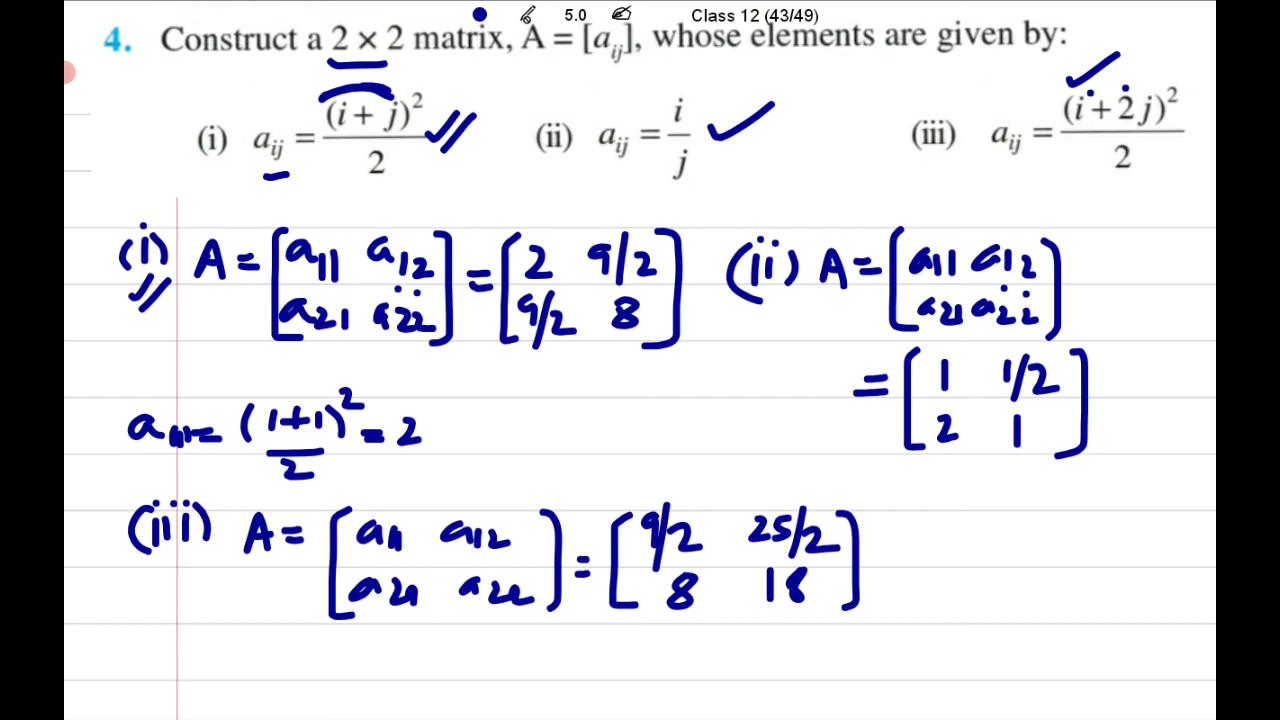 5.0 Class 12 (43/49)
4. Construct a 2 × 2 matrix, A = [aij], whose elements are given by:
(i) aij = (i + j)²/2 (ii) aij = i/j (iii) aij = (i + 2j)²/2
(i) A = [a11 a12 = [2 9/2 (ii) A = [a11 a12
a21 a22] 9/2 8] a21 a22]
= [1 1/2
2 1]
a11 = (1+1)²/2 = 2
(iii) A = [a11 a12 = [9/2 25/2
a21 a22] 8 18]